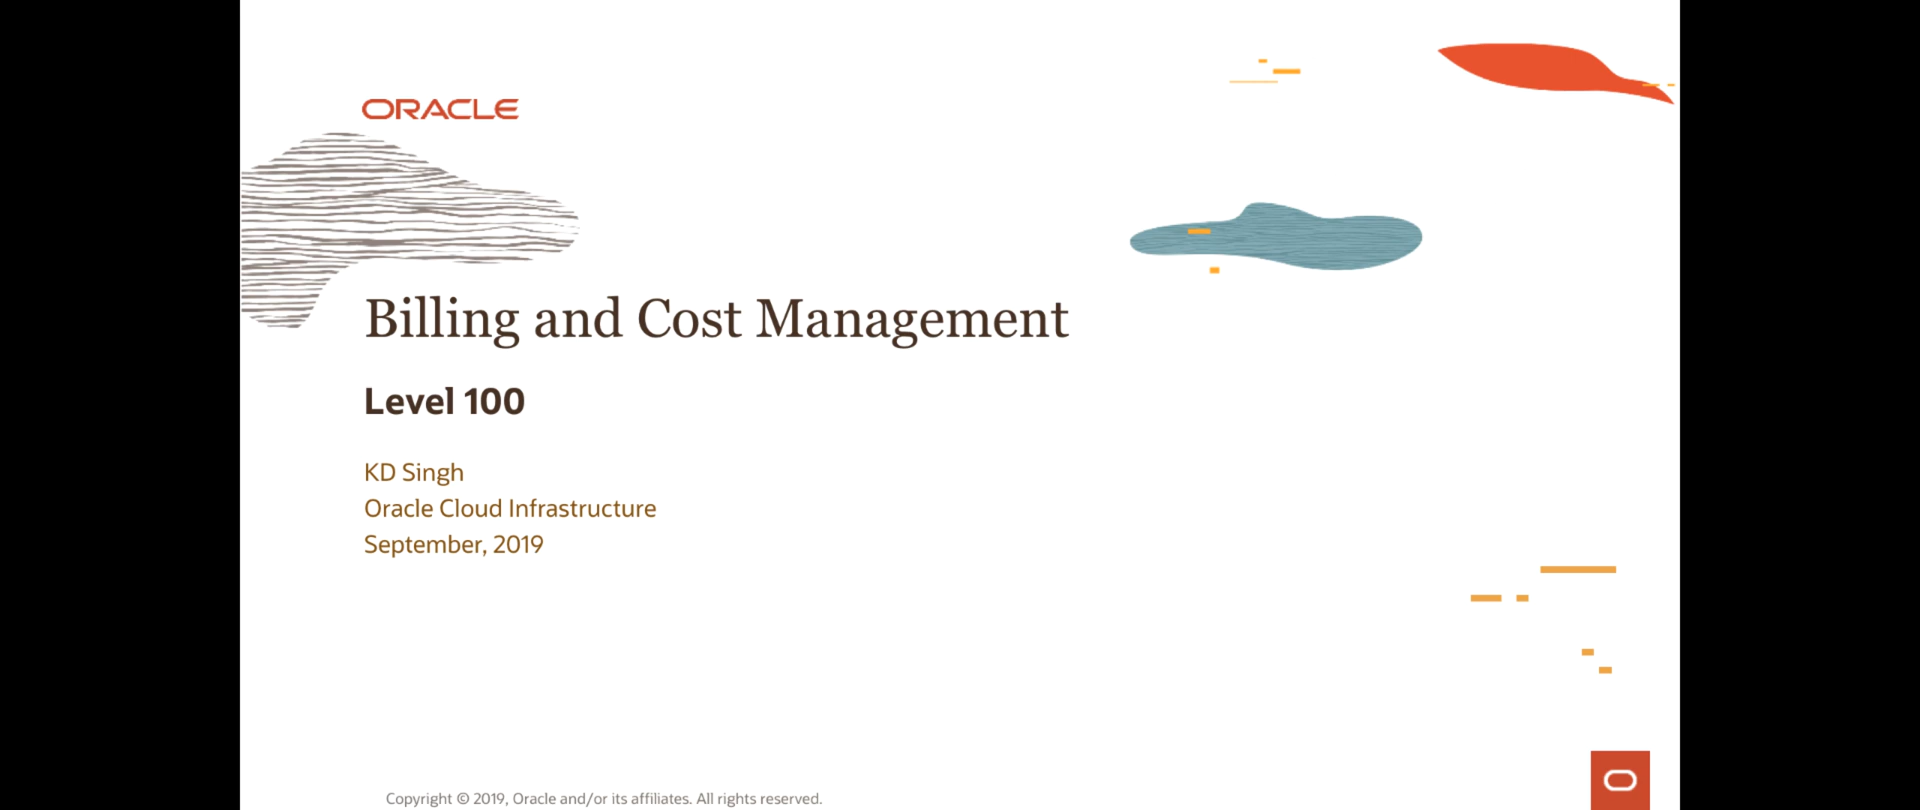 ORACLE
Billing and Cost Management
Level 100
KD Singh
Oracle Cloud Infrastructure
September, 2019
Copyright © 2019, Oracle and/or its affiliates. All rights reserved.